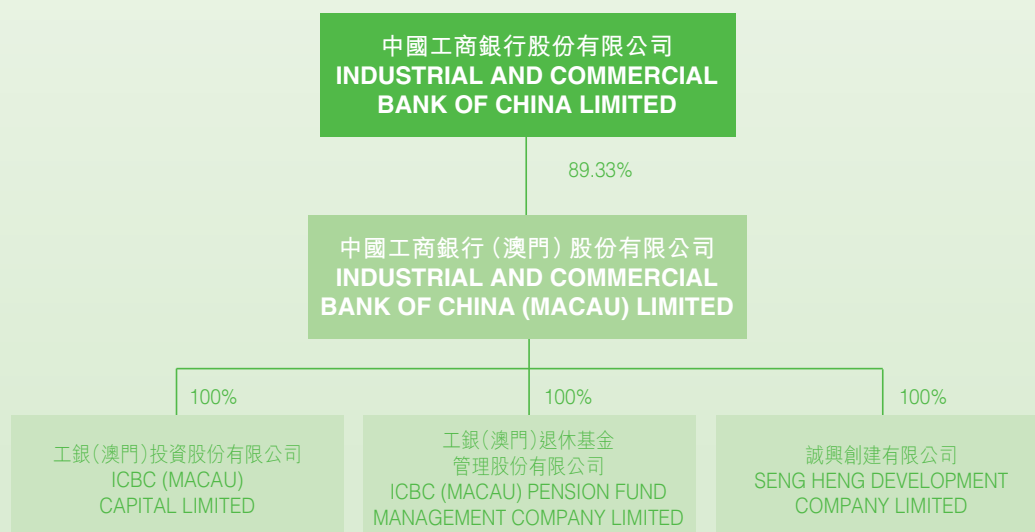 中國工商銀行股份有限公司
INDUSTRIAL AND COMMERCIAL
BANK OF CHINA LIMITED
89.33%
中國工商銀行（澳門）股份有限公司
INDUSTRIAL AND COMMERCIAL
BANK OF CHINA (MACAU) LIMITED
100%
100%
100%
工銀（澳門）投資股份有限公司
ICBC (MACAU)
CAPITAL LIMITED
工銀（澳門）退休基金
管理股份有限公司
ICBC (MACAU) PENSION FUND
MANAGEMENT COMPANY LIMITED
誠興創建有限公司
SENG HENG DEVELOPMENT
COMPANY LIMITED